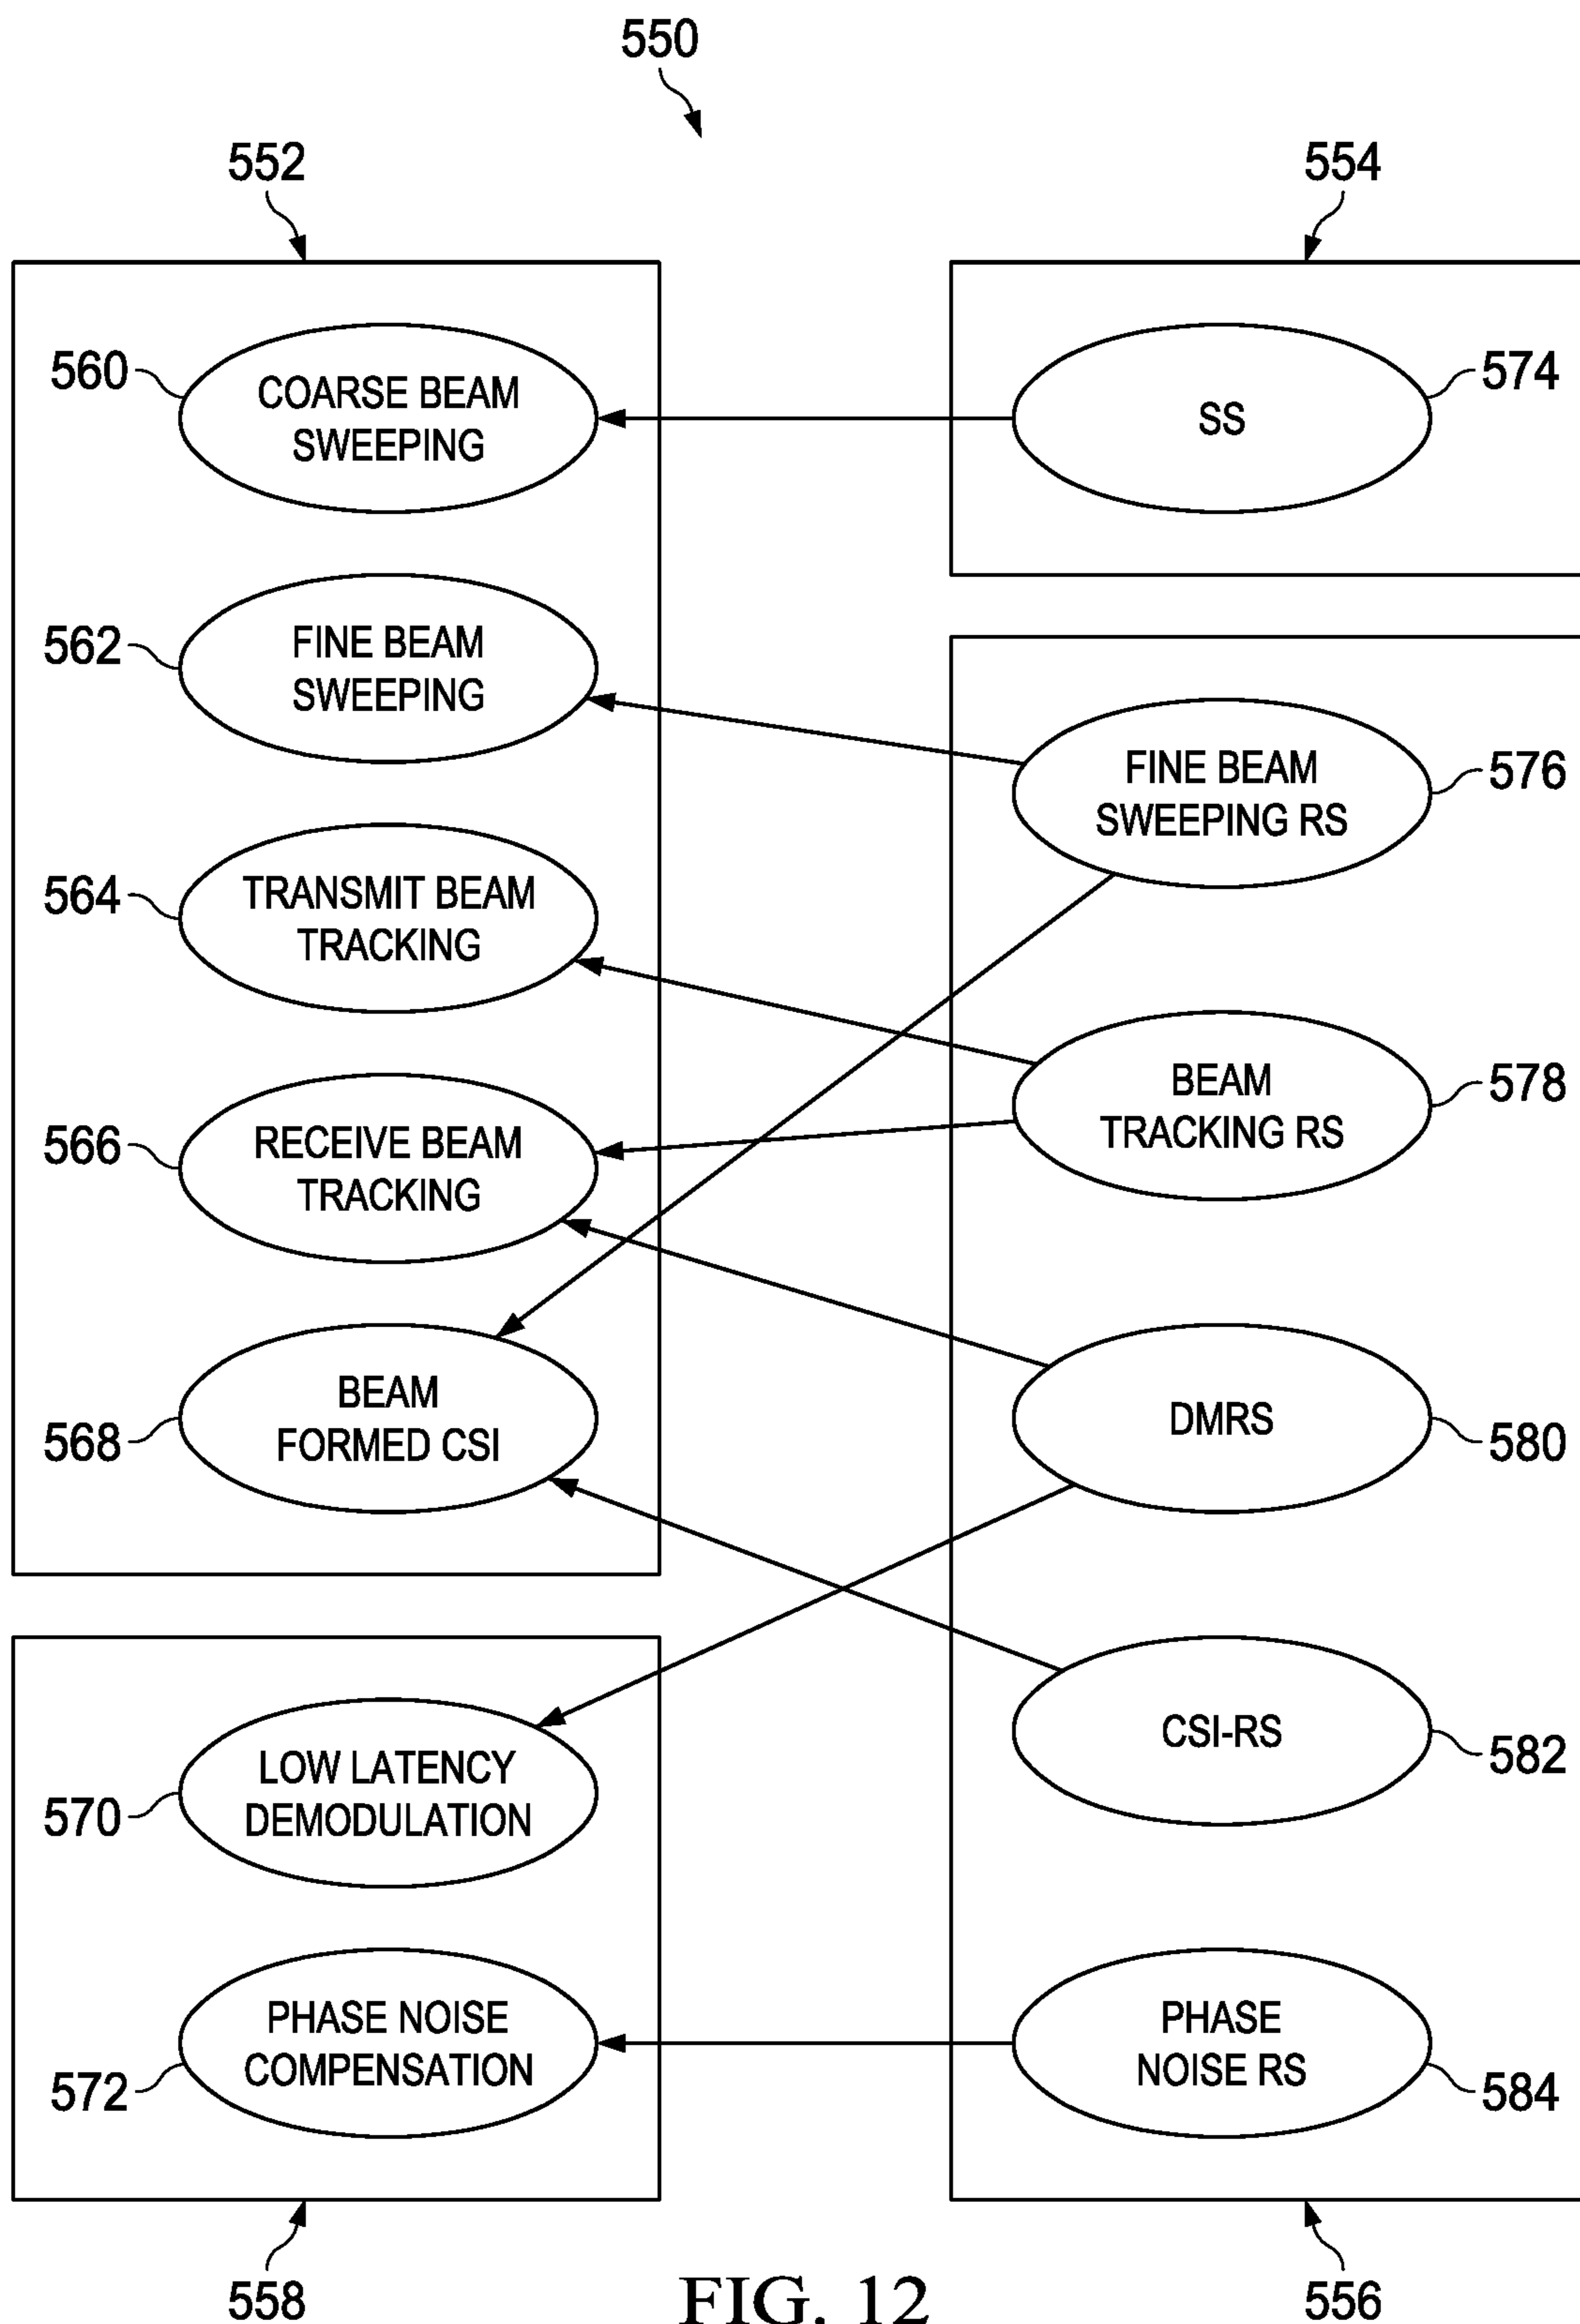 550
552
554
560
COARSE BEAM
SWEEPING
SS
574
562
FINE BEAM
SWEEPING
FINE BEAM
SWEEPING RS
576
564
TRANSMIT BEAM
TRACKING
BEAM
TRACKING RS
578
566
RECEIVE BEAM
TRACKING
568
BEAM
FORMED CSI
DMRS
580
570
LOW LATENCY
DEMODULATION
CSI-RS
582
572
PHASE NOISE
COMPENSATION
PHASE
NOISE RS
584
558
556
FIG. 12